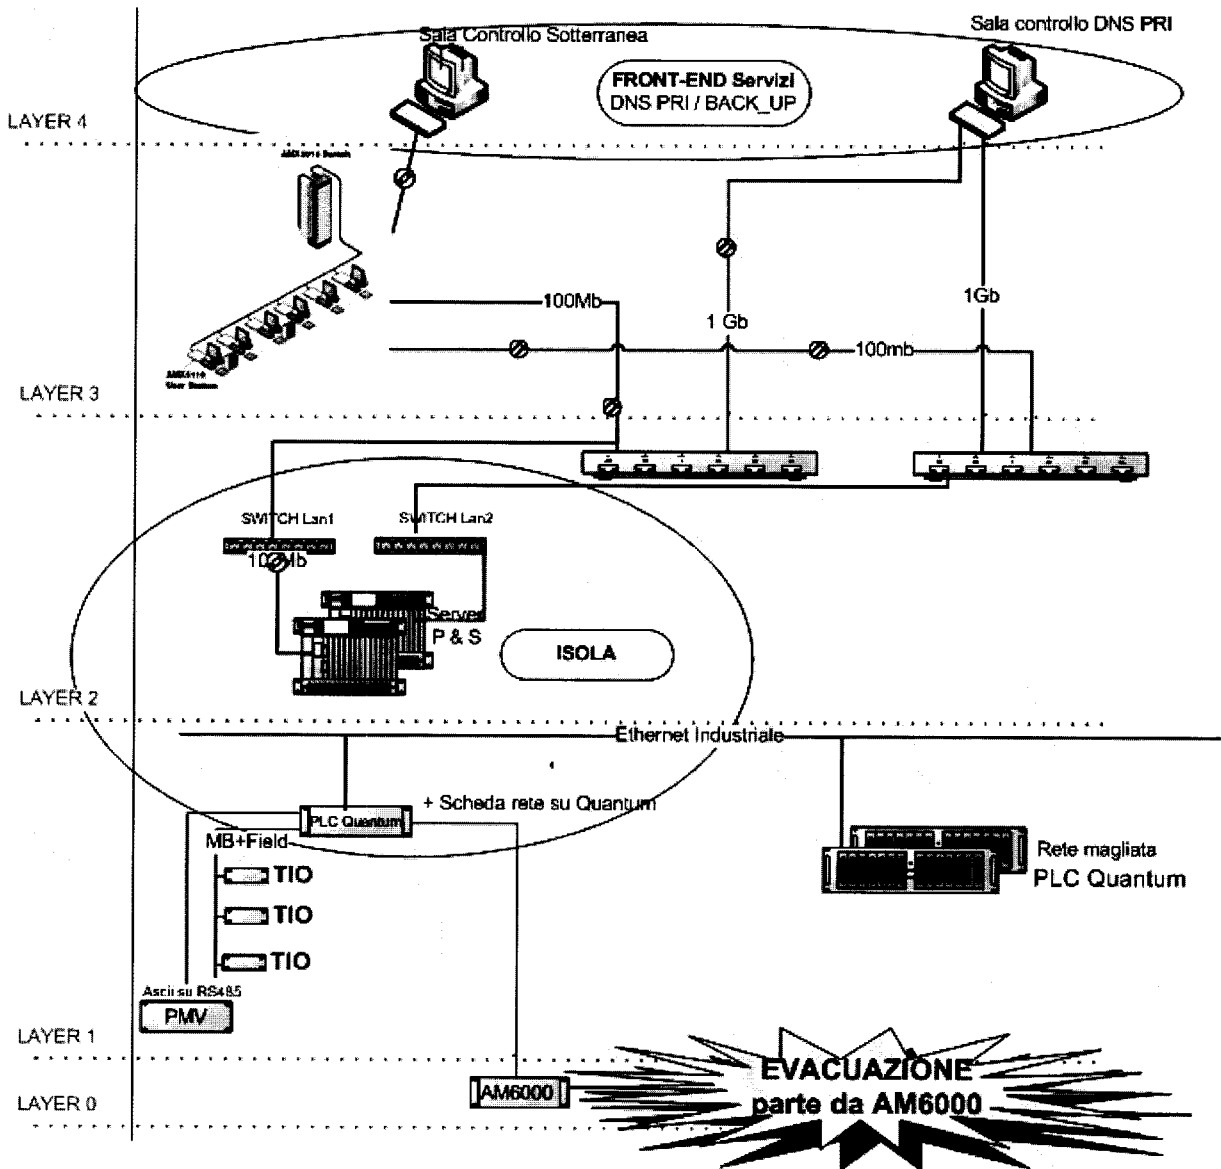 Sala controllo DNS PRI
Sala Controllo Sotterranea
FRONT-END Servizi
DNS PRI / BACK_UP
LAYER 4
1Gb
100Mb
1 Gb
100mb
User Station
LAYER 3
SWITCH Lan1
SWITCH Lan2
100Mb
Server
P & S
ISOLA
LAYER 2
Ethernet Industriale
+ Scheda rete su Quantum
PLC Quantum
MB+Field
TIO
Rete magliata
PLC Quantum
TIO
TIO
Ascii su RS485
PMV
LAYER 1
EVACUAZIONE
AM6000
parte da AM6000
LAYER 0